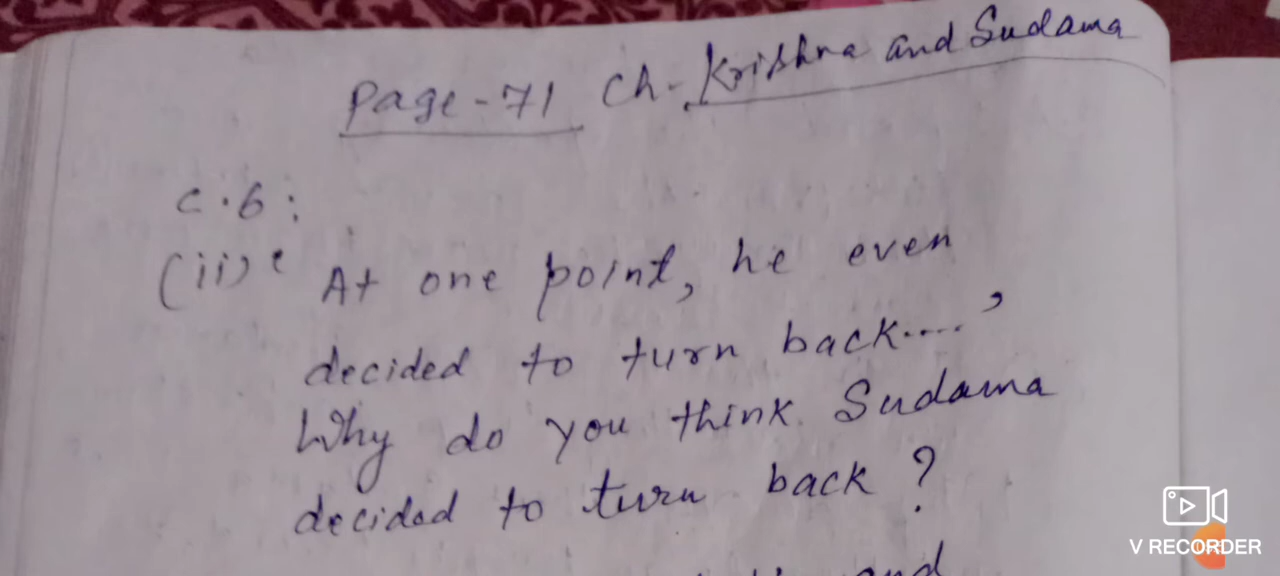 Page-71 Ch-Krishna and Sudama
C.6:
(ii) ‘At one point, he even
decided to turn back....’
Why do you think Sudama
decided to turn back?
and
V RECORDER